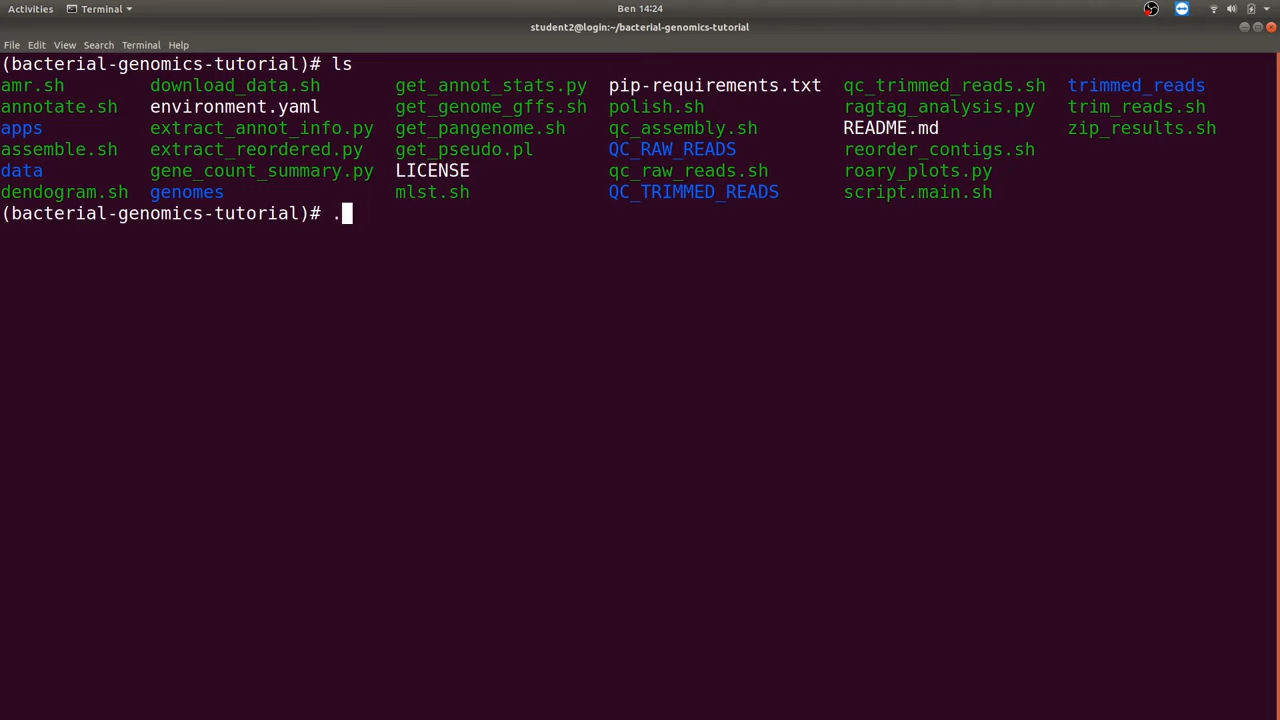 Activities Terminal Ben 14:24
student2@login:~/bacterial-genomics-tutorial
File Edit View Search Terminal Help
(bacterial-genomics-tutorial)# ls
amr.sh download_data.sh get_annot_stats.py pip-requirements.txt qc_trimmed_reads.sh trimmed_reads
annotate.sh environment.yaml get_genome_gffs.sh polish.sh ragtag_analysis.py trim_reads.sh
apps extract_annot_info.py get_pangenome.sh qc_assembly.sh README.md zip_results.sh
assemble.sh extract_reordered.py get_pseudo.pl QC_RAW_READS reorder_contigs.sh
data gene_count_summary.py LICENSE qc_raw_reads.sh roary_plots.py
dendogram.sh genomes mlst.sh QC_TRIMMED_READS script.main.sh
(bacterial-genomics-tutorial)# .